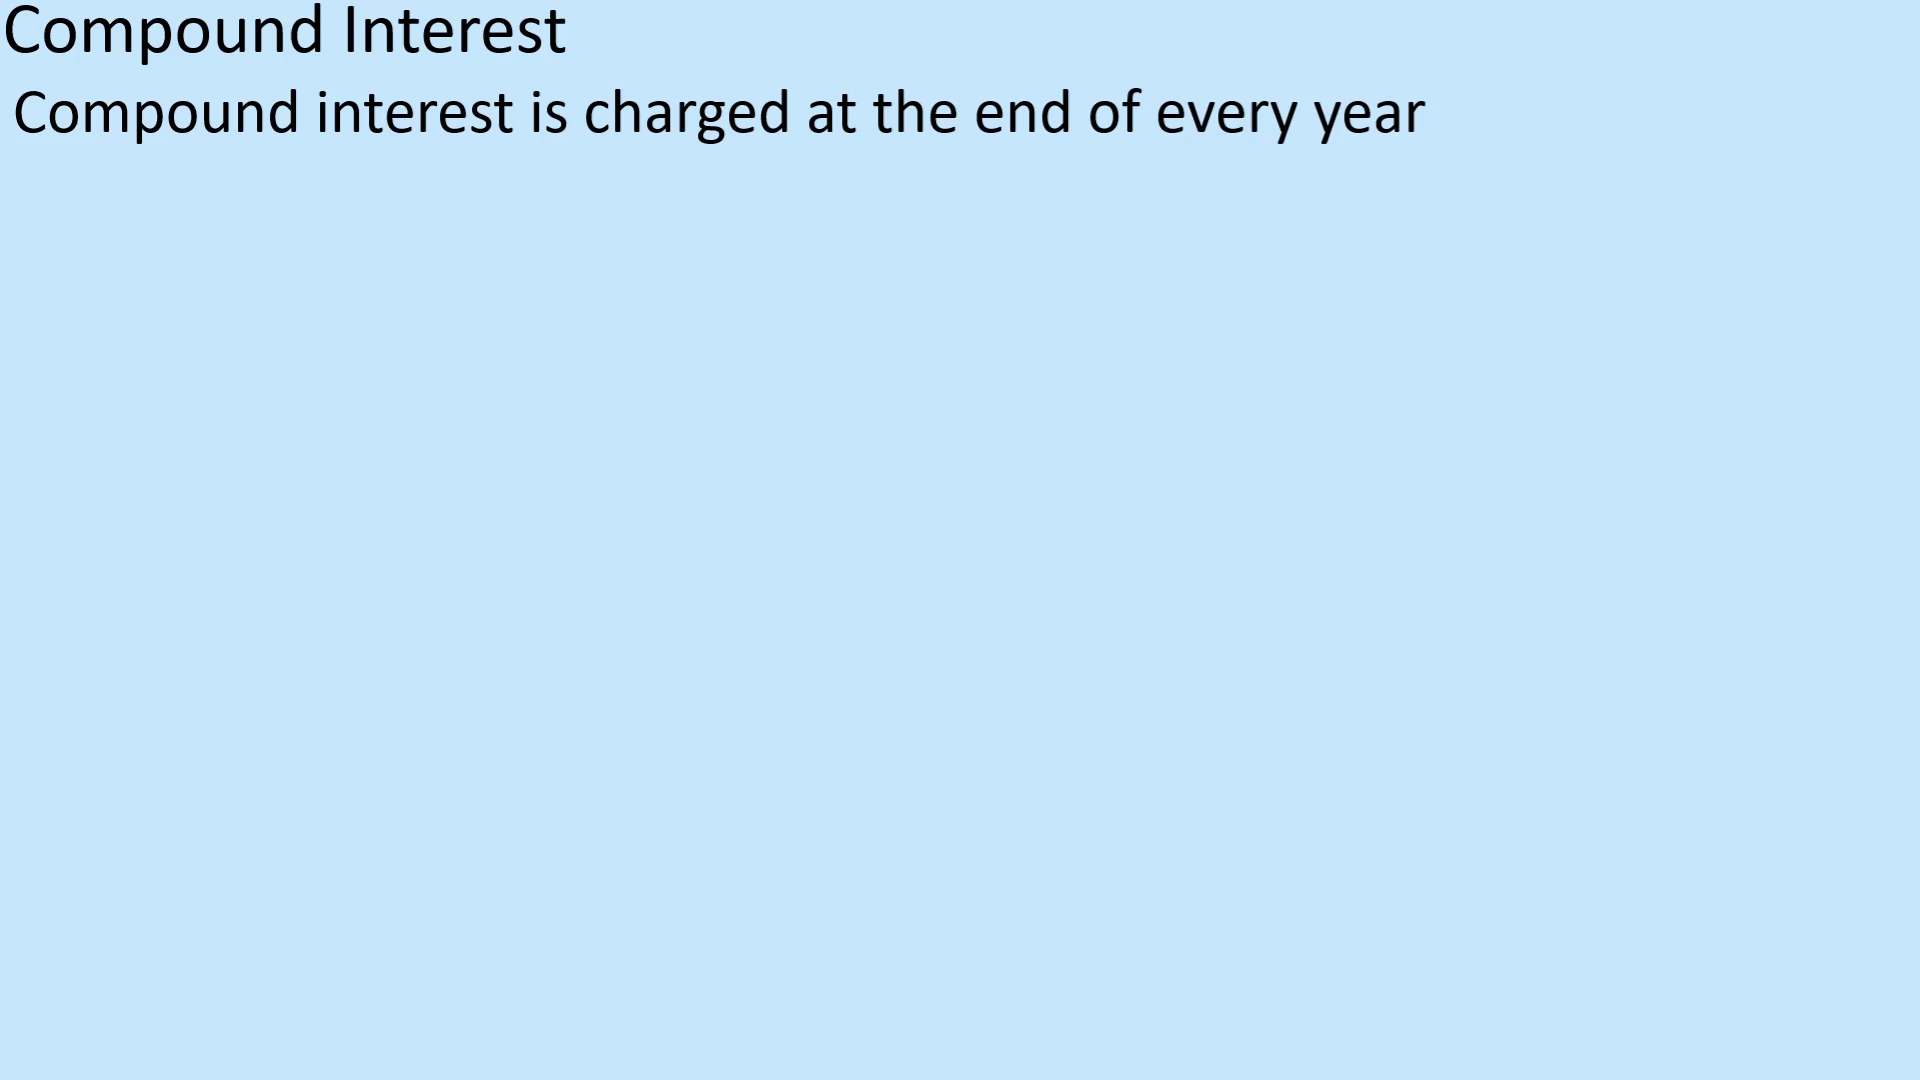 Compound Interest
Compound interest is charged at the end of every year